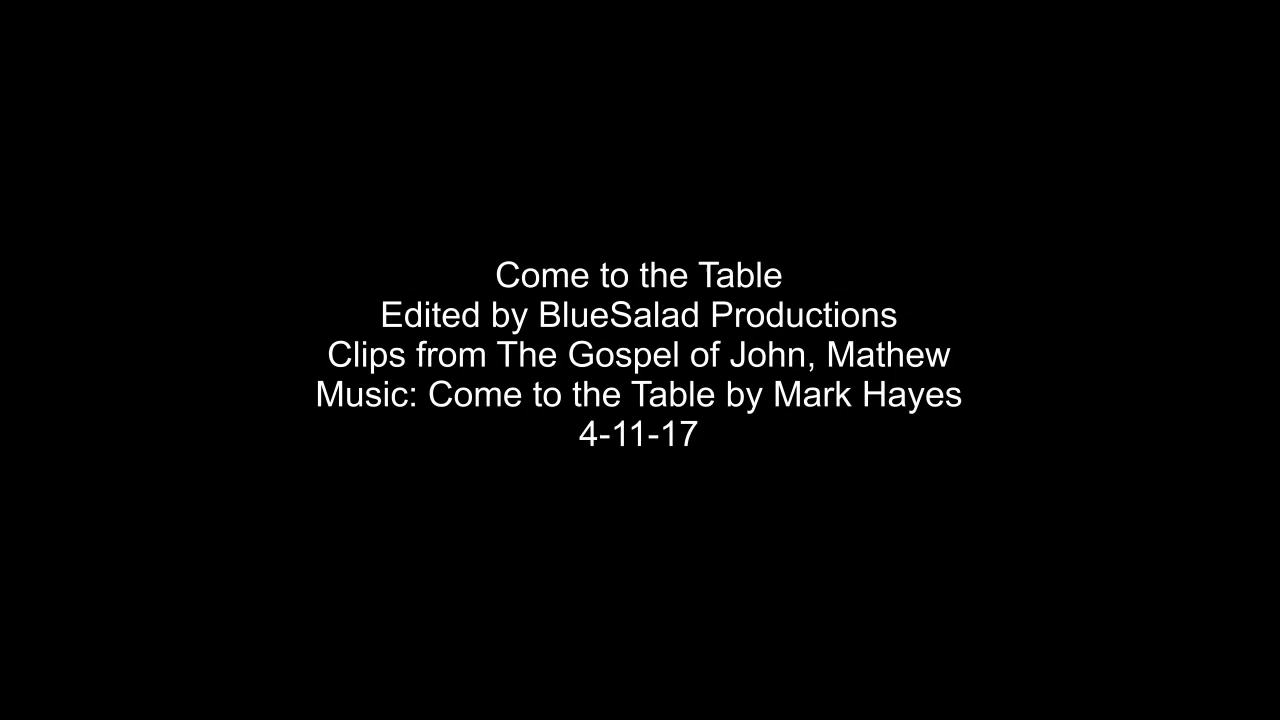 Come to the Table
Edited by BlueSalad Productions
Clips from The Gospel of John, Mathew
Music: Come to the Table by Mark Hayes
4-11-17